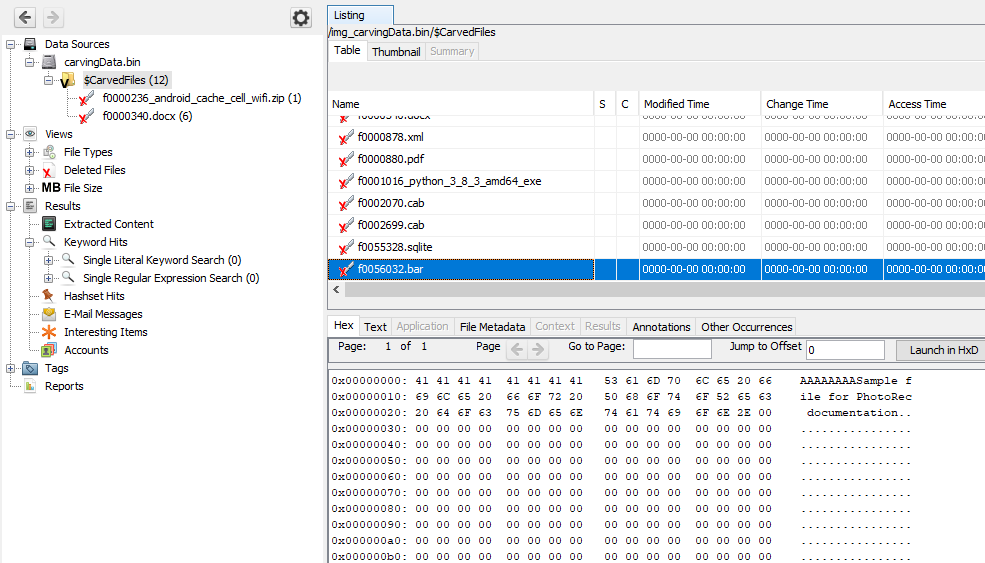 Data Sources
carvingData.bin
$CarvedFiles (12)
f0000236_android_cache_cell_wifi.zip (1)
f0000340.docx (6)
Views
File Types
Deleted Files
MB File Size
Results
Extracted Content
Keyword Hits
Single Literal Keyword Search (0)
Single Regular Expression Search (0)
Hashset Hits
E-Mail Messages
Interesting Items
Accounts
Tags
Reports
Listing
/img_carvingData.bin/$CarvedFiles
Table Thumbnail Summary
Name S C Modified Time Change Time Access Time
f0000340.docx 0000-00-00 00:00:00 0000-00-00 00:00:00 0000-00-00 00:00:00
f0000878.xml 0000-00-00 00:00:00 0000-00-00 00:00:00 0000-00-00 00:00:00
f0000880.pdf 0000-00-00 00:00:00 0000-00-00 00:00:00 0000-00-00 00:00:00
f0001016_python_3_8_3_amd64_exe 0000-00-00 00:00:00 0000-00-00 00:00:00 0000-00-00 00:00:00
f0002070.cab 0000-00-00 00:00:00 0000-00-00 00:00:00 0000-00-00 00:00:00
f0002699.cab 0000-00-00 00:00:00 0000-00-00 00:00:00 0000-00-00 00:00:00
f0055328.sqlite 0000-00-00 00:00:00 0000-00-00 00:00:00 0000-00-00 00:00:00
f0056032.bar 0000-00-00 00:00:00 0000-00-00 00:00:00 0000-00-00 00:00:00
Hex Text Application File Metadata Context Results Annotations Other Occurrences
Page: 1 of 1 Page Go to Page: Jump to Offset 0 Launch in HxD
0x00000000: 41 41 41 41 41 41 41 41 53 61 6D 70 6C 65 20 66 AAAAAAAASample f
0x00000010: 69 6C 65 20 66 6F 72 20 50 68 6F 74 6F 52 65 63 ile for PhotoRec
0x00000020: 20 64 6F 63 75 6D 65 6E 74 61 74 69 6F 6E 2E 00 documentation..
0x00000030: 00 00 00 00 00 00 00 00 00 00 00 00 00 00 00 00 ................
0x00000040: 00 00 00 00 00 00 00 00 00 00 00 00 00 00 00 00 ................
0x00000050: 00 00 00 00 00 00 00 00 00 00 00 00 00 00 00 00 ................
0x00000060: 00 00 00 00 00 00 00 00 00 00 00 00 00 00 00 00 ................
0x00000070: 00 00 00 00 00 00 00 00 00 00 00 00 00 00 00 00 ................
0x00000080: 00 00 00 00 00 00 00 00 00 00 00 00 00 00 00 00 ................
0x00000090: 00 00 00 00 00 00 00 00 00 00 00 00 00 00 00 00 ................
0x000000a0: 00 00 00 00 00 00 00 00 00 00 00 00 00 00 00 00 ................
0x000000b0: 00 00 00 00 00 00 00 00 00 00 00 00 00 00 00 00 ................